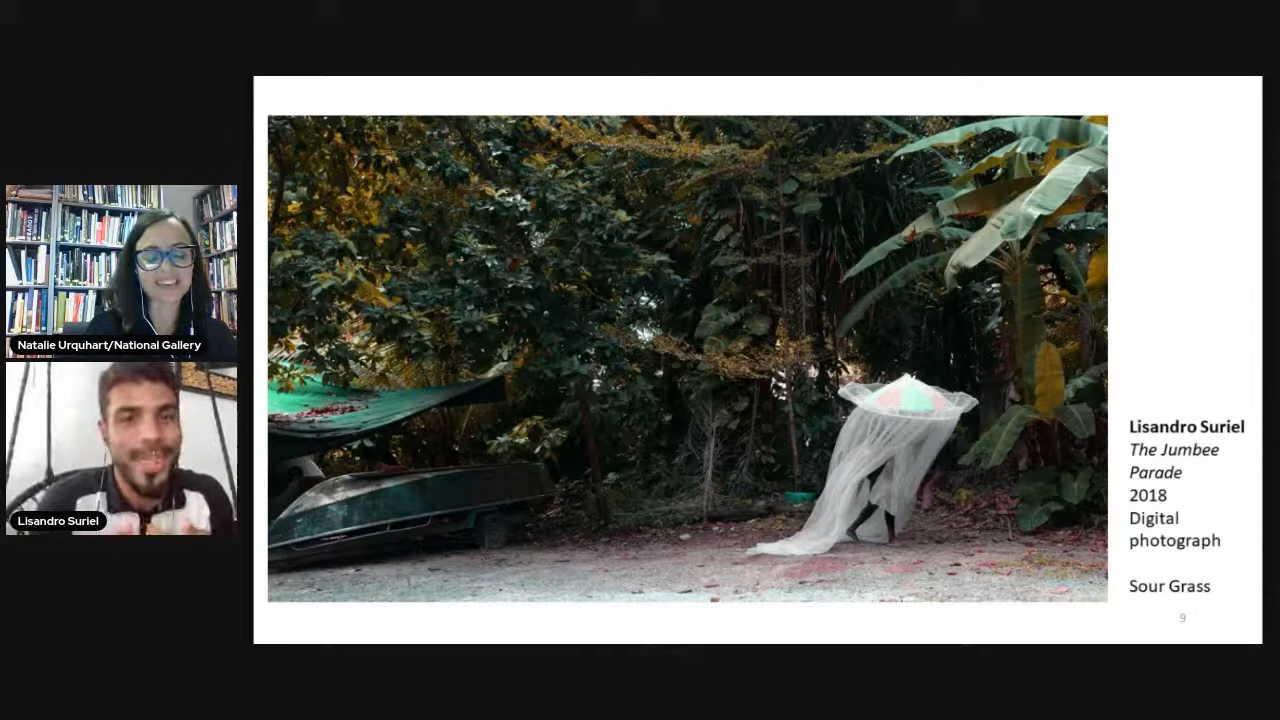 Natalie Urquhart/National Gallery
Lisandro Suriel
Lisandro Suriel
The Jumbee
Parade
2018
Digital
photograph
Sour Grass
9